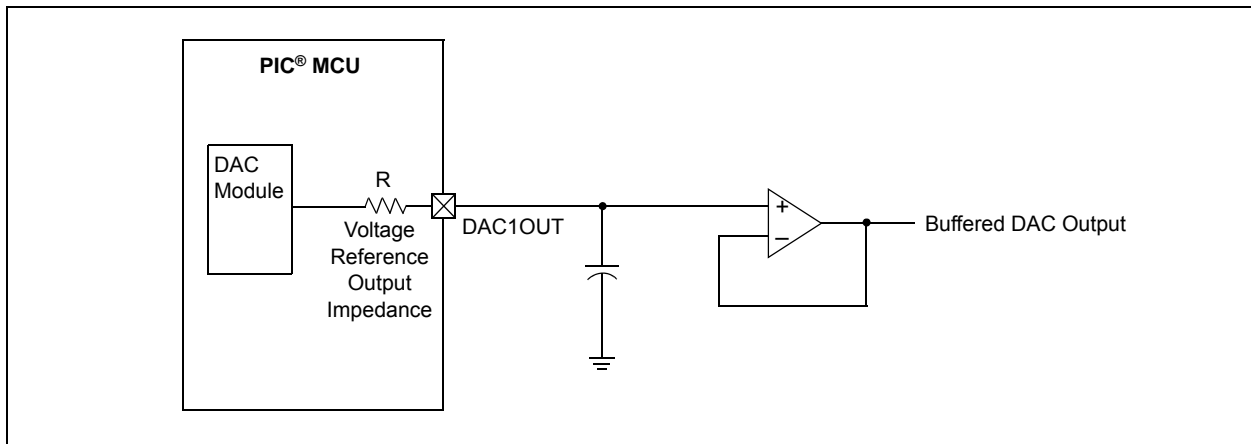 PIC® MCU
DAC
Module
R
Voltage
Reference
Output
Impedance
DAC1OUT
+
–
Buffered DAC Output